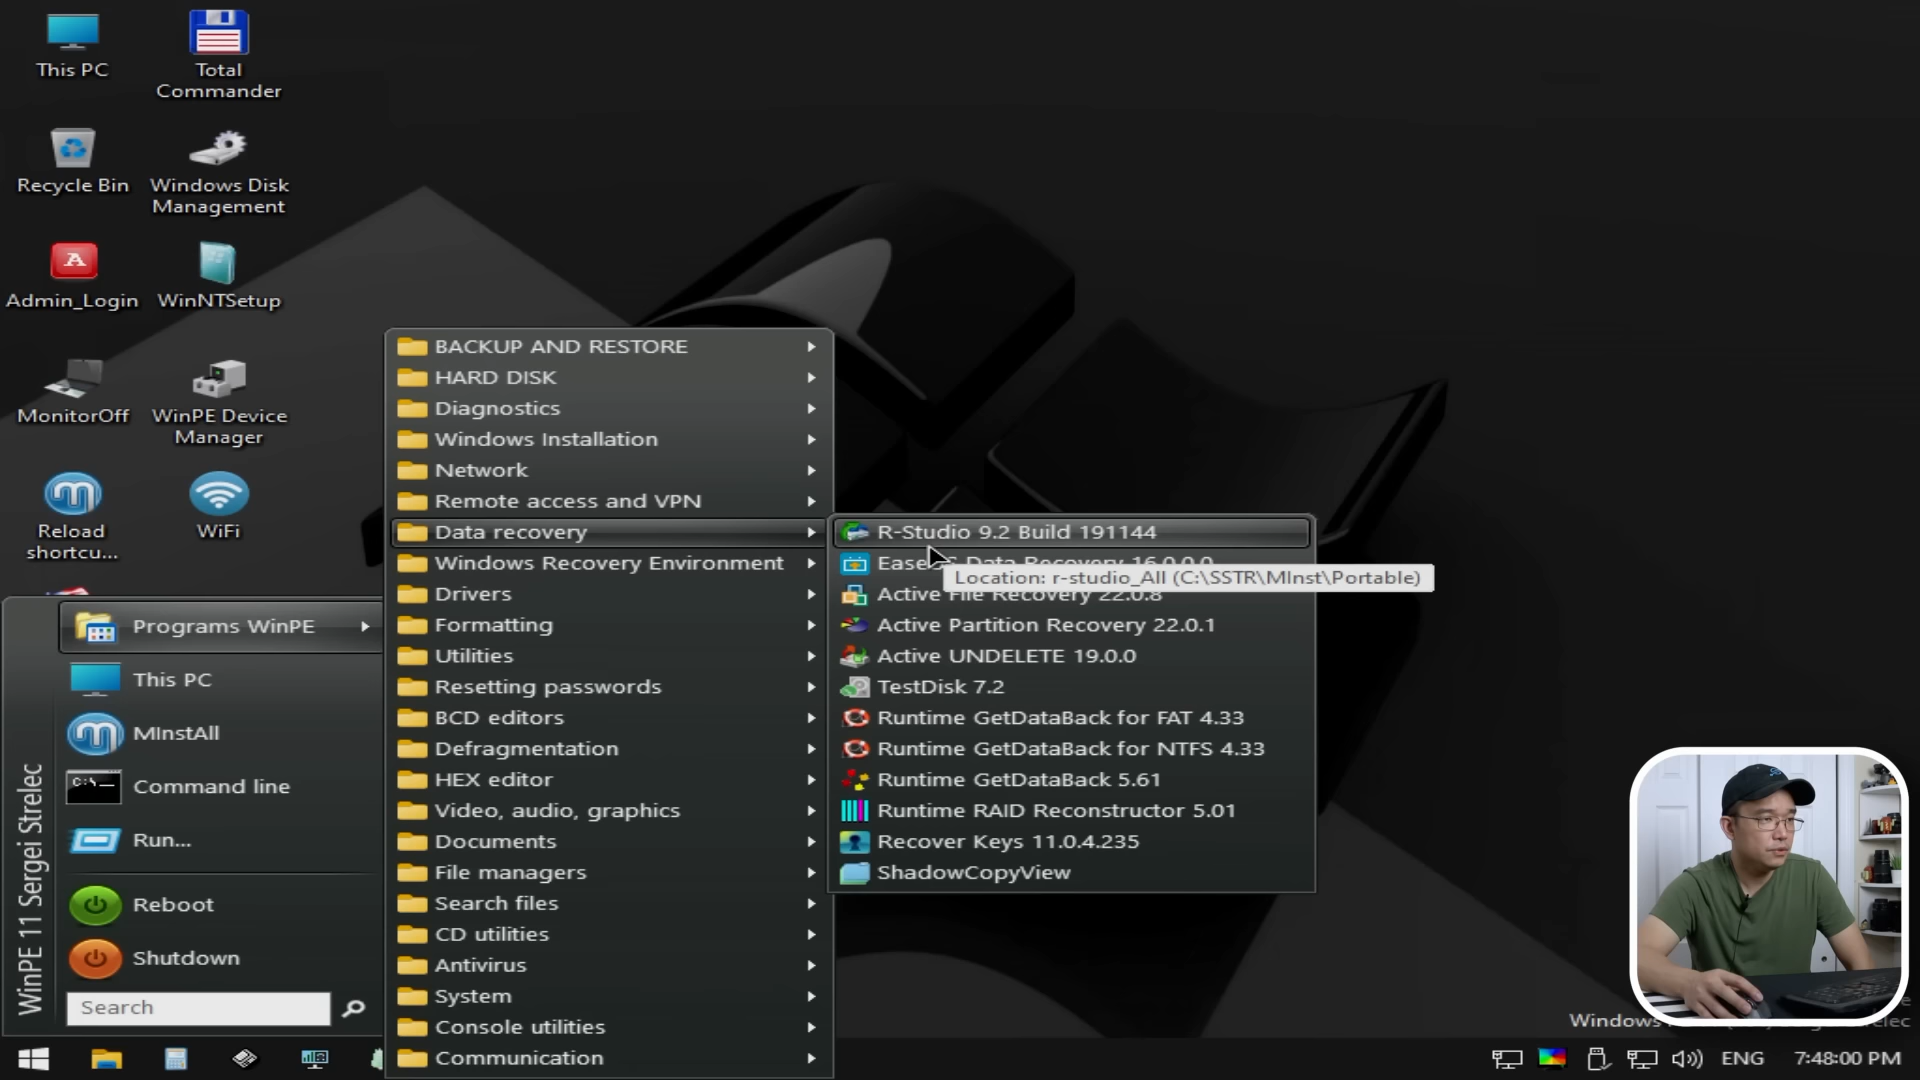 This PC
Total
Commander
Recycle Bin
Windows Disk
Management
A
Admin_Login
WinNTSetup
MonitorOff
WinPE Device
Manager
Reload
shortcu...
WiFi
WinPE 11 Sergei Strelec
Programs WinPE
This PC
MInstAll
C:\
Command line
Run...
Reboot
Shutdown
Search
BACKUP AND RESTORE
HARD DISK
Diagnostics
Windows Installation
Network
Remote access and VPN
Data recovery
Windows Recovery Environment
Drivers
Formatting
Utilities
Resetting passwords
BCD editors
Defragmentation
HEX editor
Video, audio, graphics
Documents
File managers
Search files
CD utilities
Antivirus
System
Console utilities
Communication
R-Studio 9.2 Build 191144
EaseUS Data Recovery 16.0.0.0
Location: r-studio_All (C:\SSTR\MInst\Portable)
Active File Recovery 22.0.8
Active Partition Recovery 22.0.1
Active UNDELETE 19.0.0
TestDisk 7.2
Runtime GetDataBack for FAT 4.33
Runtime GetDataBack for NTFS 4.33
Runtime GetDataBack 5.61
Runtime RAID Reconstructor 5.01
Recover Keys 11.0.4.235
ShadowCopyView
Windows
ENG
7:48:00 PM